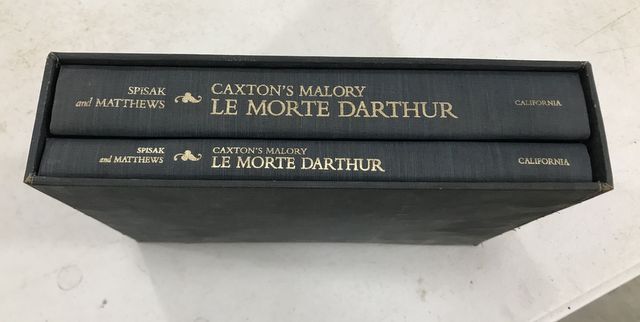 SPISAK
and MATTHEWS
CAXTON'S MALORY
LE MORTE DARTHUR
CALIFORNIA
SPISAK
and MATTHEWS
CAXTON'S MALORY
LE MORTE DARTHUR
CALIFORNIA